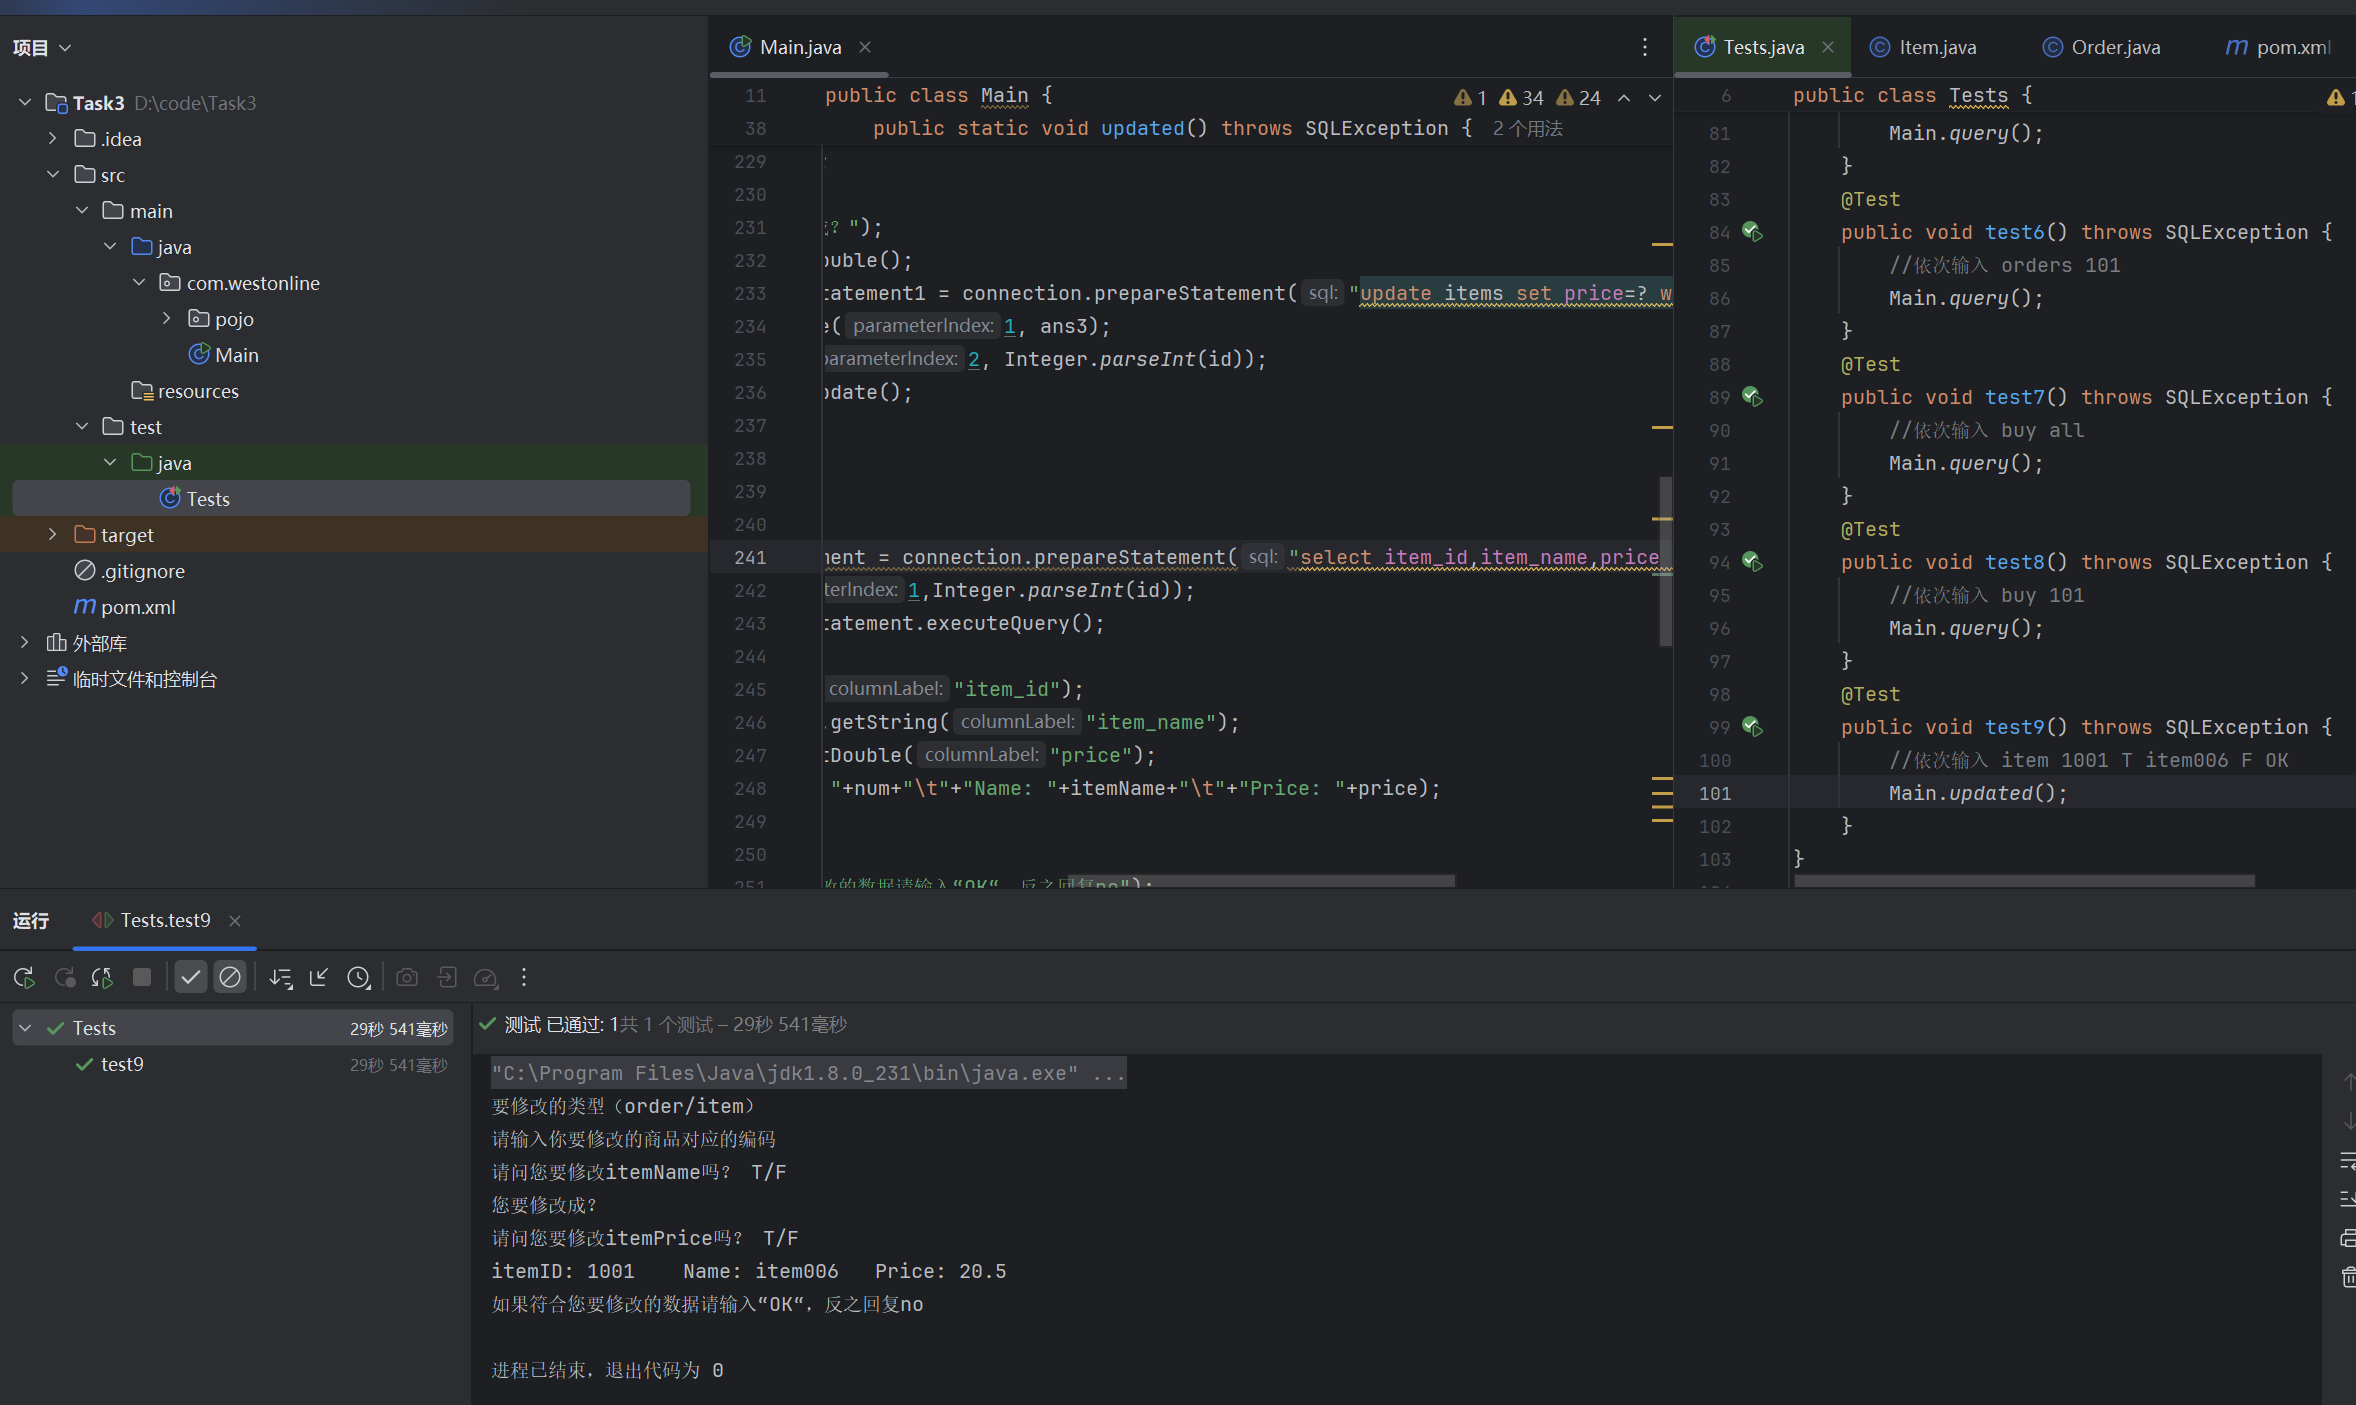 项目
Task3 D:\code\Task3
.idea
src
main
java
com.westonline
pojo
Main
resources
test
java
Tests
target
.gitignore
pom.xml
外部库
临时文件和控制台
Main.java
11 public class Main {
1 34 24
38 public static void updated() throws SQLException { 2 个用法
229
230
231 ? ");
232 ouble();
233 tatement1 = connection.prepareStatement( sql: "update items set price=? w
234 e( parameterIndex: 1, ans3);
235 parameterIndex: 2, Integer.parseInt(id));
236 pdate();
237
238
239
240
241 ment = connection.prepareStatement( sql: "select item_id,item_name,price
242 terIndex: 1,Integer.parseInt(id));
243 tatement.executeQuery();
244
245 columnLabel: "item_id");
246 .getString( columnLabel: "item_name");
247 tDouble( columnLabel: "price");
248 "+num+"\t"+"Name: "+itemName+"\t"+"Price: "+price);
249
250
251 改的数据请输入“OK“，反之回复no");
Tests.java Item.java Order.java pom.xml
6 public class Tests {
81 Main.query();
82 }
83 @Test
84 public void test6() throws SQLException {
85 //依次输入 orders 101
86 Main.query();
87 }
88 @Test
89 public void test7() throws SQLException {
90 //依次输入 buy all
91 Main.query();
92 }
93 @Test
94 public void test8() throws SQLException {
95 //依次输入 buy 101
96 Main.query();
97 }
98 @Test
99 public void test9() throws SQLException {
100 //依次输入 item 1001 T item006 F OK
101 Main.updated();
102 }
103 }
运行 Tests.test9
Tests 29秒 541毫秒
test9 29秒 541毫秒
测试 已通过: 1共 1 个测试 – 29秒 541毫秒
"C:\Program Files\Java\jdk1.8.0_231\bin\java.exe" ...
要修改的类型（order/item）
请输入你要修改的商品对应的编码
请问您要修改itemName吗？ T/F
您要修改成？
请问您要修改itemPrice吗？ T/F
itemID: 1001 Name: item006 Price: 20.5
如果符合您要修改的数据请输入“OK“，反之回复no
进程已结束，退出代码为 0